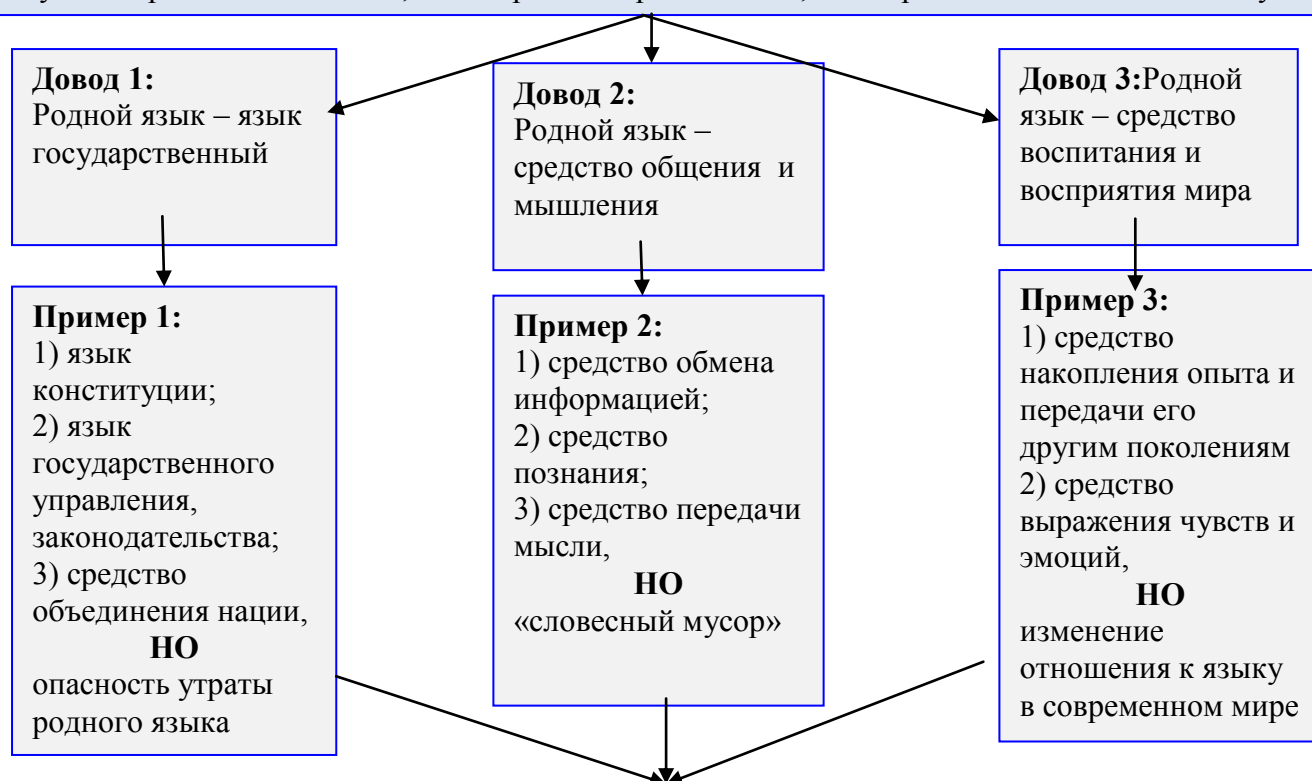 Довод 1:
Родной язык – язык
государственный
Довод 2:
Родной язык –
средство общения и
мышления
Довод 3:Родной
язык – средство
воспитания и
восприятия мира
Пример 1:
1) язык
конституции;
2) язык
государственного
управления,
законодательства;
3) средство
объединения нации,
НО
опасность утраты
родного языка
Пример 2:
1) средство обмена
информацией;
2) средство
познания;
3) средство передачи
мысли,
НО
«словесный мусор»
Пример 3:
1) средство
накопления опыта и
передачи его
другим поколениям
2) средство
выражения чувств и
эмоций,
НО
изменение
отношения к языку
в современном мире